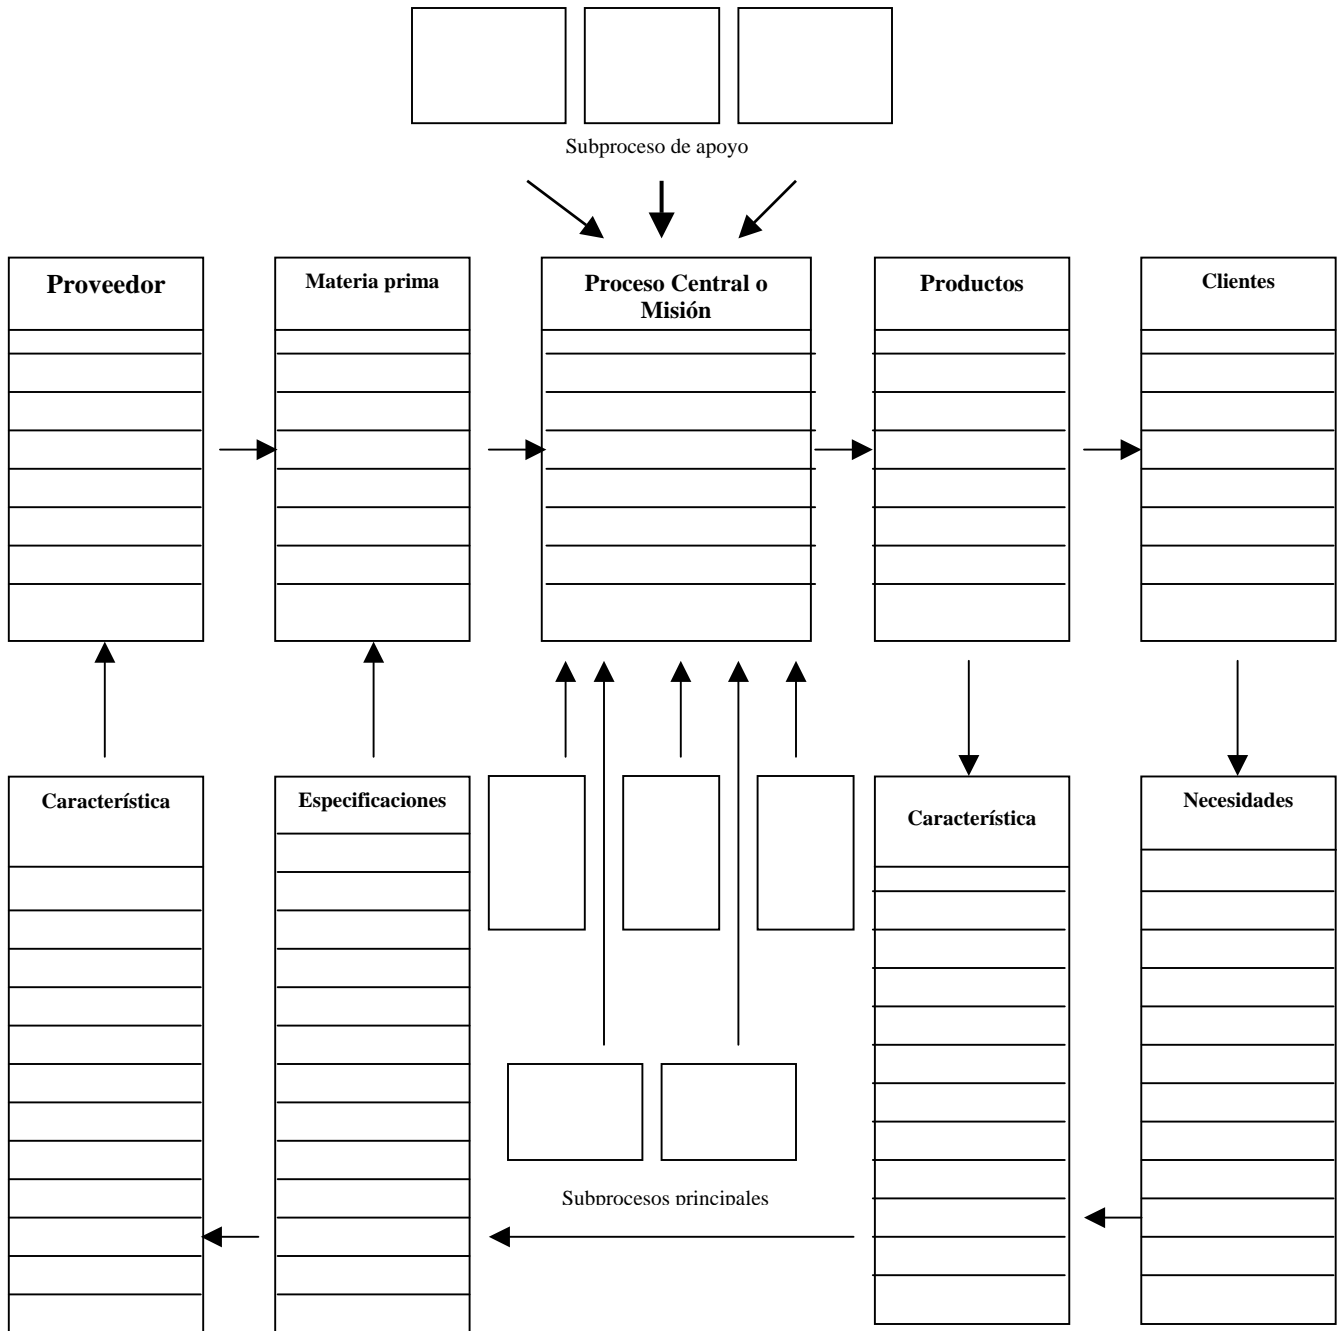 Subproceso de apoyo
Proveedor
Materia prima
Proceso Central o
Misión
Productos
Clientes
Característica
Especificaciones
Característica
Necesidades
Subprocesos principales